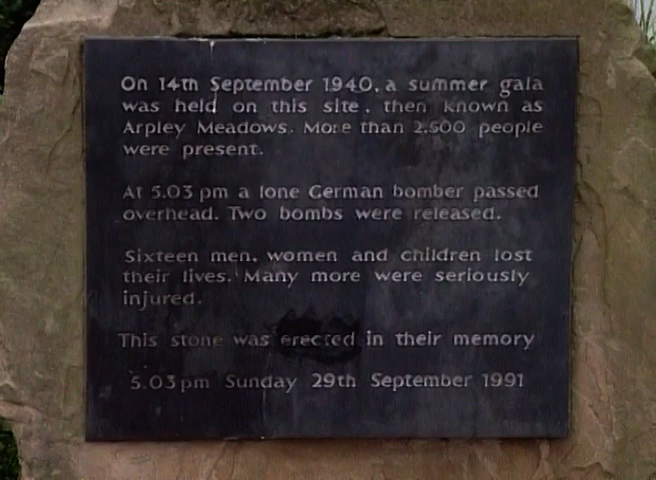 On 14th September 1940, a summer gala
was held on this site, then known as
Arpley Meadows. More than 2,500 people
were present.
At 5.03 pm a lone German bomber passed
overhead. Two bombs were released.
Sixteen men, women and children lost
their lives. Many more were seriously
injured.
This stone was erected in their memory
5.03 pm Sunday 29th September 1991